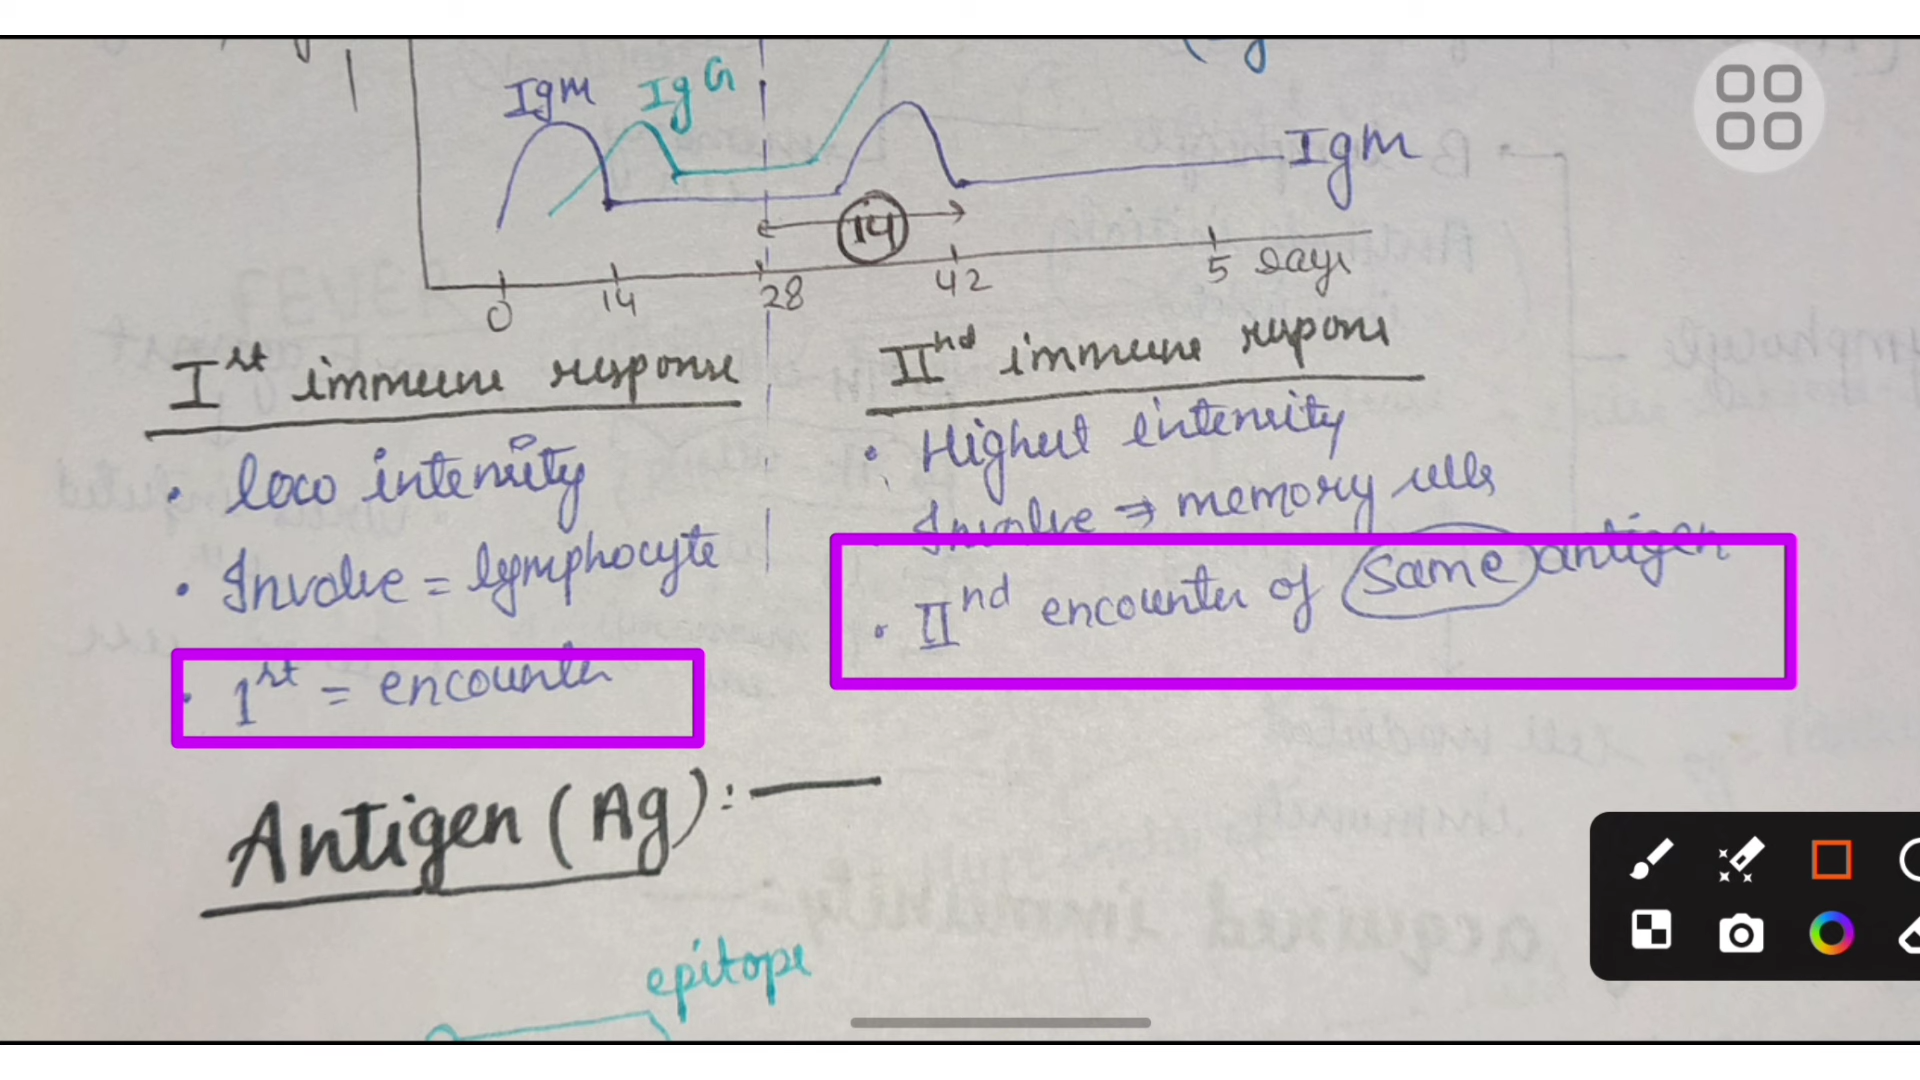 IgM IgG
IgM
14
0 14 28 42 5 days
Ist immune response
low intensity
Involve = lymphocyte
1st = encounter
IInd immune respons
Highest intensity
Involve ⇒ memory cells
IInd encounter of same antigen
Antigen (Ag):—
epitope